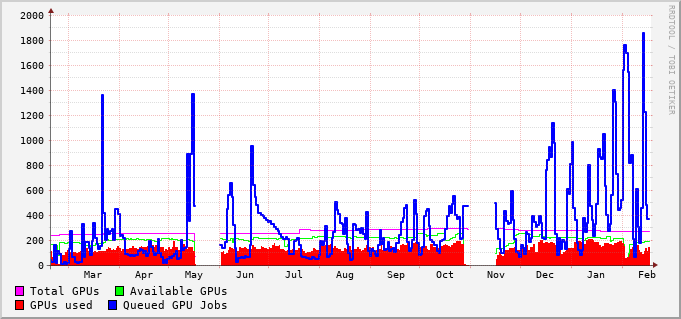 2000
1800
1600
1400
1200
1000
800
600
400
200
0
Mar Apr May Jun Jul Aug Sep Oct Nov Dec Jan Feb
Total GPUs Available GPUs
GPUs used Queued GPU Jobs
RRDTOOL / TOBI OETIKER